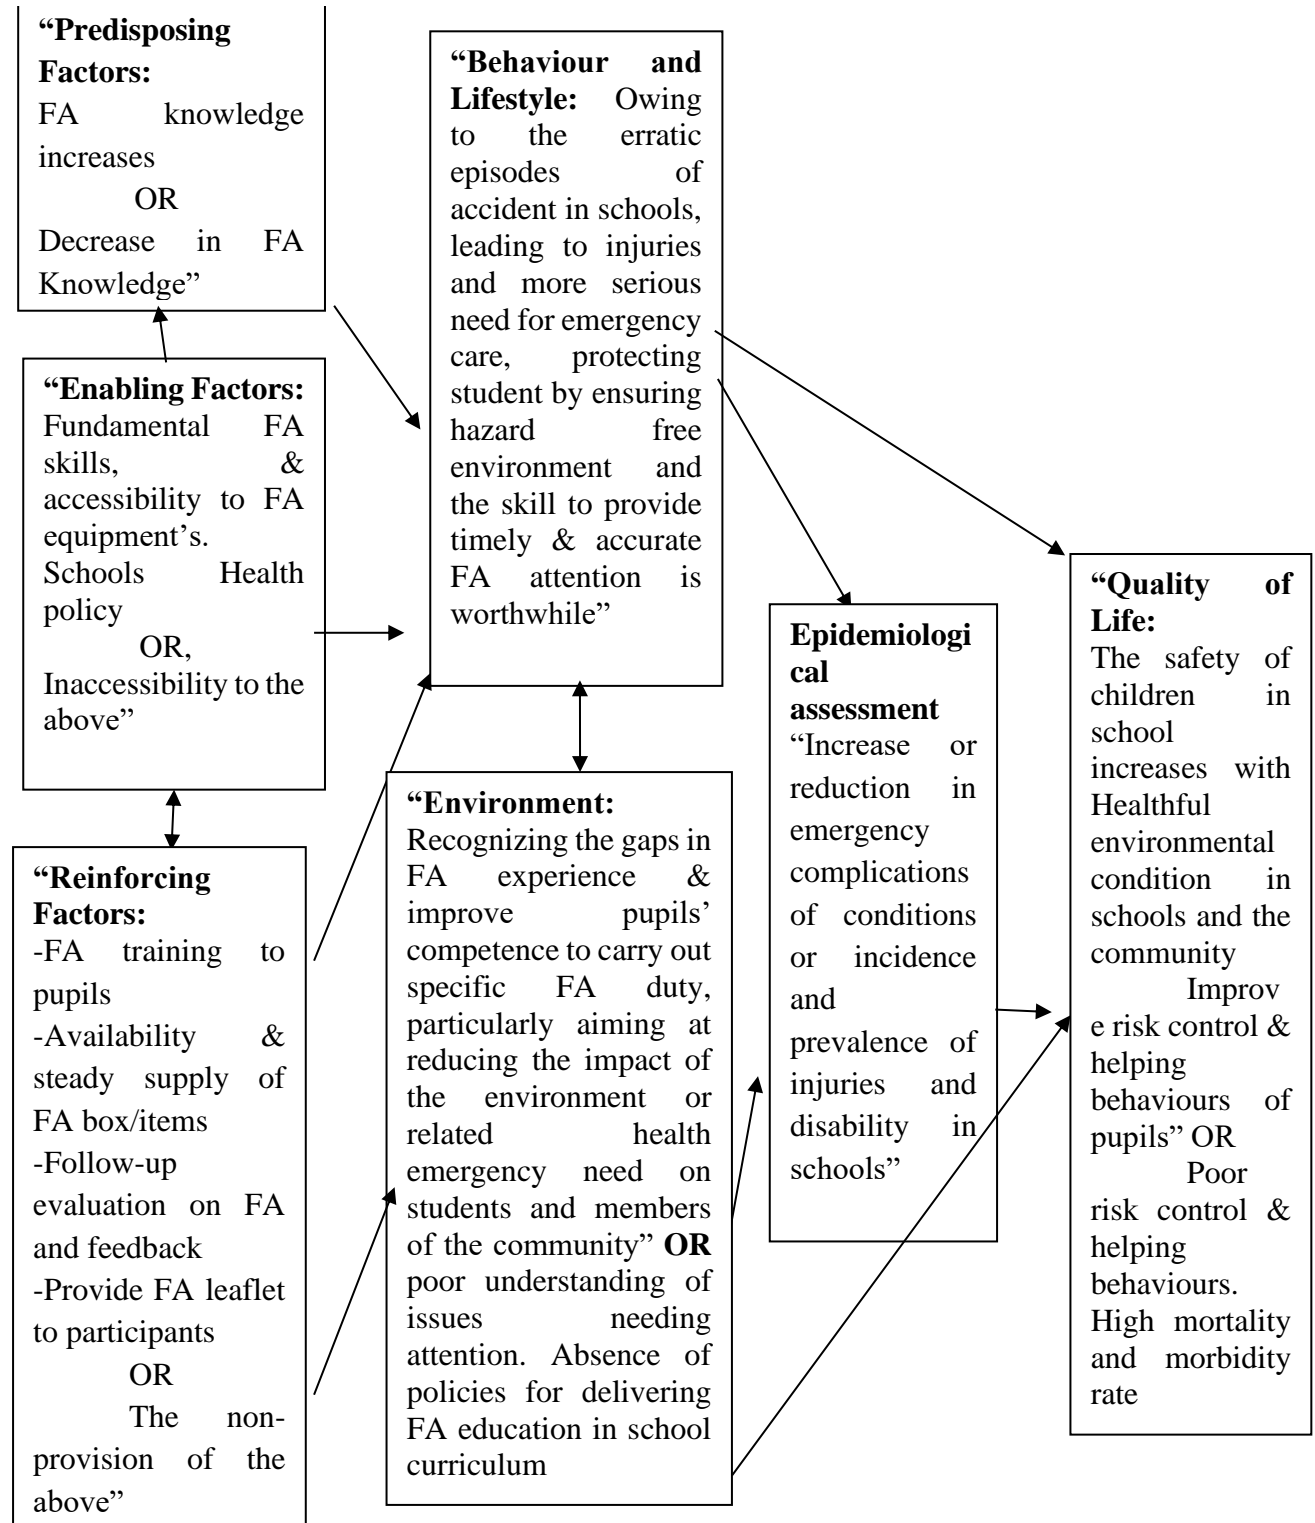 “Predisposing
Factors:
FA knowledge
increases
OR
Decrease in FA
Knowledge”
“Enabling Factors:
Fundamental FA
skills, &
accessibility to FA
equipment’s.
Schools Health
policy
OR,
Inaccessibility to the
above”
“Reinforcing
Factors:
-FA training to
pupils
-Availability &
steady supply of
FA box/items
-Follow-up
evaluation on FA
and feedback
-Provide FA leaflet
to participants
OR
The non-
provision of the
above”
“Behaviour and
Lifestyle: Owing
to the erratic
episodes of
accident in schools,
leading to injuries
and more serious
need for emergency
care, protecting
student by ensuring
hazard free
environment and
the skill to provide
timely & accurate
FA attention is
worthwhile”
“Environment:
Recognizing the gaps in
FA experience &
improve pupils’
competence to carry out
specific FA duty,
particularly aiming at
reducing the impact of
the environment or
related health
emergency need on
students and members
of the community” OR
poor understanding of
issues needing
attention. Absence of
policies for delivering
FA education in school
curriculum
Epidemiologi
cal
assessment
“Increase or
reduction in
emergency
complications
of conditions
or incidence
and
prevalence of
injuries and
disability in
schools”
“Quality of
Life:
The safety of
children in
school
increases with
Healthful
environmental
condition in
schools and the
community
Improv
e risk control &
helping
behaviours of
pupils” OR
Poor
risk control &
helping
behaviours.
High mortality
and morbidity
rate